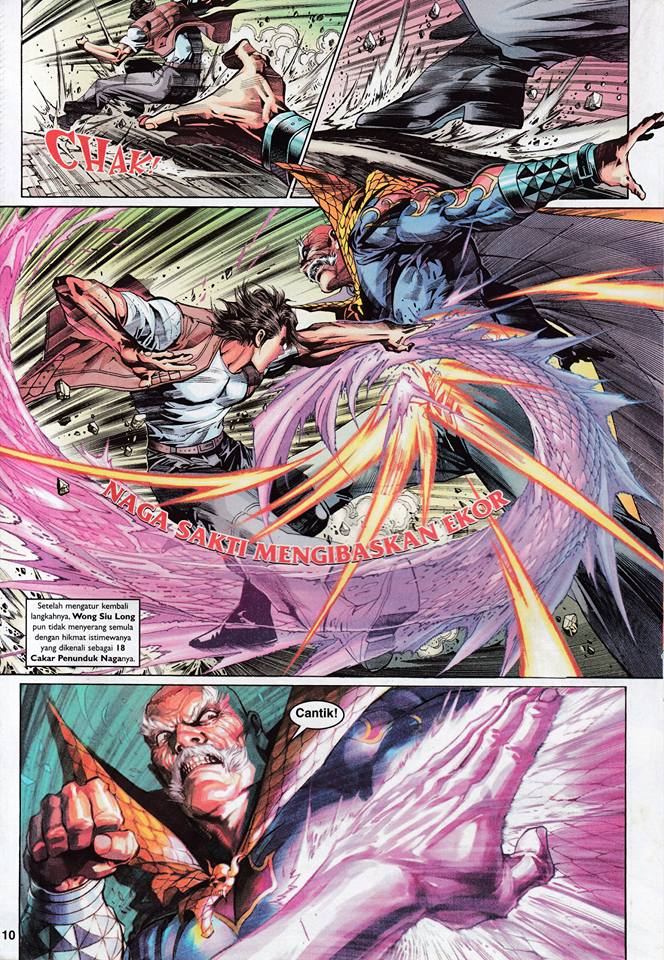 CHAK!
NAGA SAKTI MENGIBASKAN EKOR
Setelah mengatur kembali
langkahnya, Wong Siu Long
pun tidak menyerang semula
dengan hikmat istimewanya
yang dikenali sebagai 18
Cakar Penunduk Naganya.
Cantik!
10